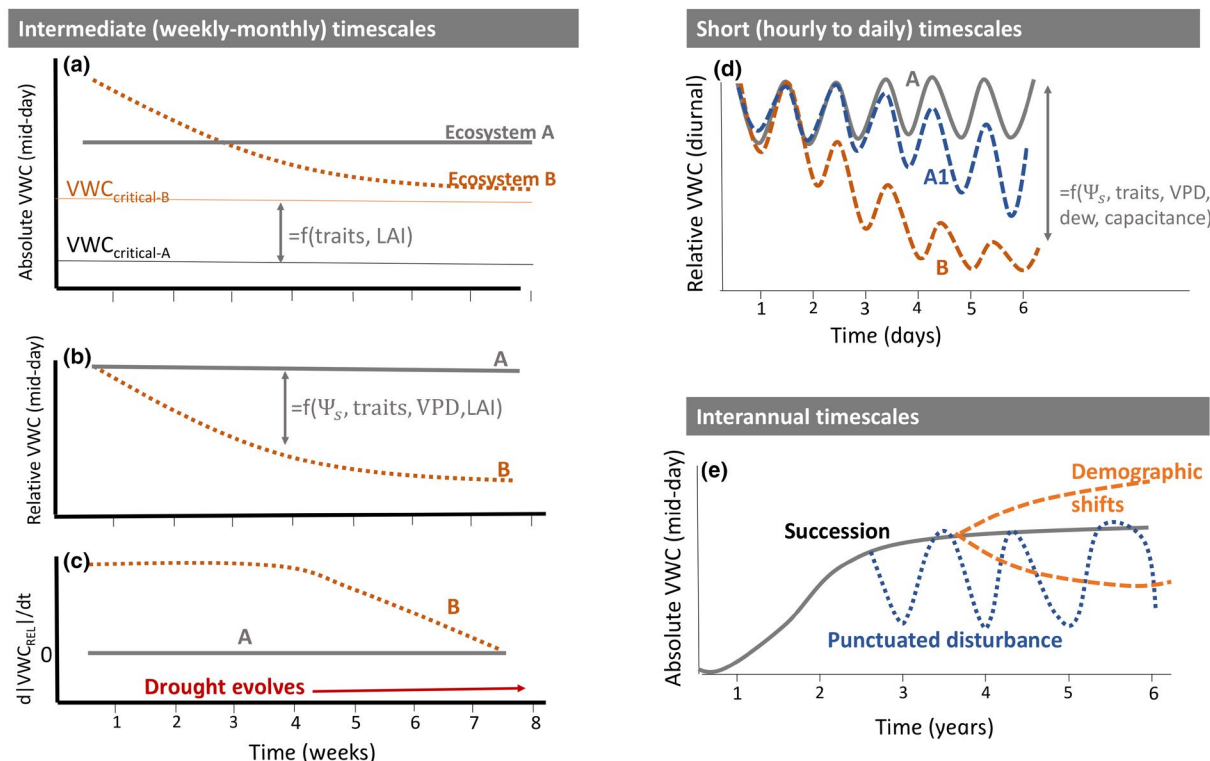 Intermediate (weekly-monthly) timescales
(a)
Absolute VWC (mid-day)
Ecosystem A
Ecosystem B
VWCcritical-B
=f(traits, LAI)
VWCcritical-A
(b)
Relative VWC (mid-day)
A
=f(Ψs, traits, VPD,LAI)
B
(c)
d|VWCREL|/dt
0
B
A
Drought evolves
1 2 3 4 5 6 7 8
Time (weeks)
Short (hourly to daily) timescales
(d)
Relative VWC (diurnal)
A
A1
B
=f(Ψs, traits, VPD,
dew, capacitance)
1 2 3 4 5 6
Time (days)
Interannual timescales
(e)
Absolute VWC (mid-day)
Demographic
shifts
Succession
Punctuated disturbance
1 2 3 4 5 6
Time (years)